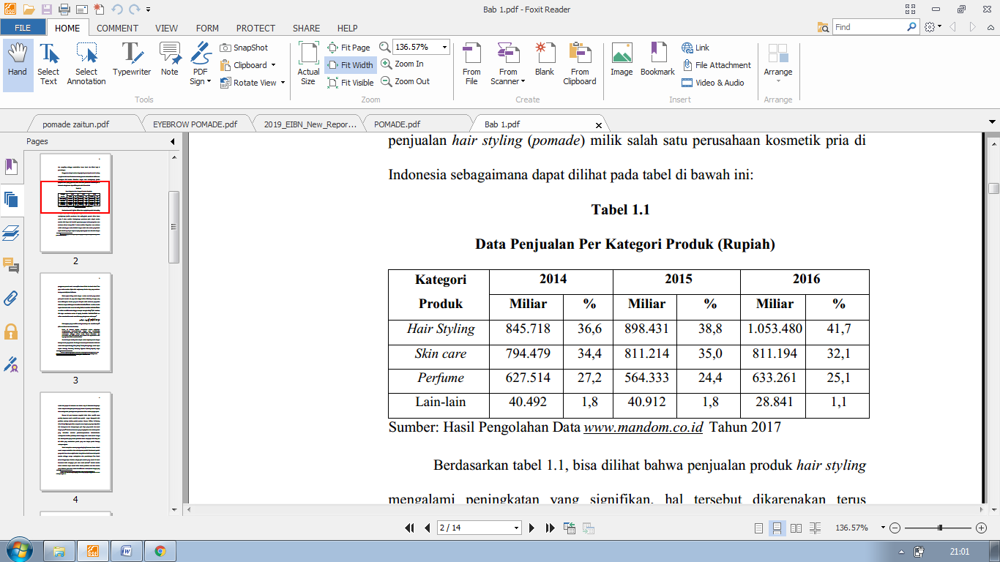 Bab 1.pdf - Foxit Reader
FILE HOME COMMENT VIEW FORM PROTECT SHARE HELP
Find
Hand
Select Text
Select Annotation
Typewriter
Note
PDF Sign
SnapShot
Clipboard
Rotate View
Tools
Actual Size
Fit Page
Fit Width
Fit Visible
136.57%
Zoom In
Zoom Out
Zoom
From File
From Scanner
Blank
From Clipboard
Create
Image
Bookmark
Link
File Attachment
Video & Audio
Insert
Arrange
Arrange
pomade zaitun.pdf
EYEBROW POMADE.pdf
2019_EIBN_New_Repor...
POMADE.pdf
Bab 1.pdf
Pages
2
3
4
penjualan hair styling (pomade) milik salah satu perusahaan kosmetik pria di
Indonesia sebagaimana dapat dilihat pada tabel di bawah ini:
Tabel 1.1
Data Penjualan Per Kategori Produk (Rupiah)
Kategori Produk 2014 2015 2016
Miliar % Miliar % Miliar %
Hair Styling 845.718 36,6 898.431 38,8 1.053.480 41,7
Skin care 794.479 34,4 811.214 35,0 811.194 32,1
Perfume 627.514 27,2 564.333 24,4 633.261 25,1
Lain-lain 40.492 1,8 40.912 1,8 28.841 1,1
Sumber: Hasil Pengolahan Data www.mandom.co.id Tahun 2017
Berdasarkan tabel 1.1, bisa dilihat bahwa penjualan produk hair styling
mengalami peningkatan yang signifikan, hal tersebut dikarenakan terus
2 / 14
136.57%
21:01